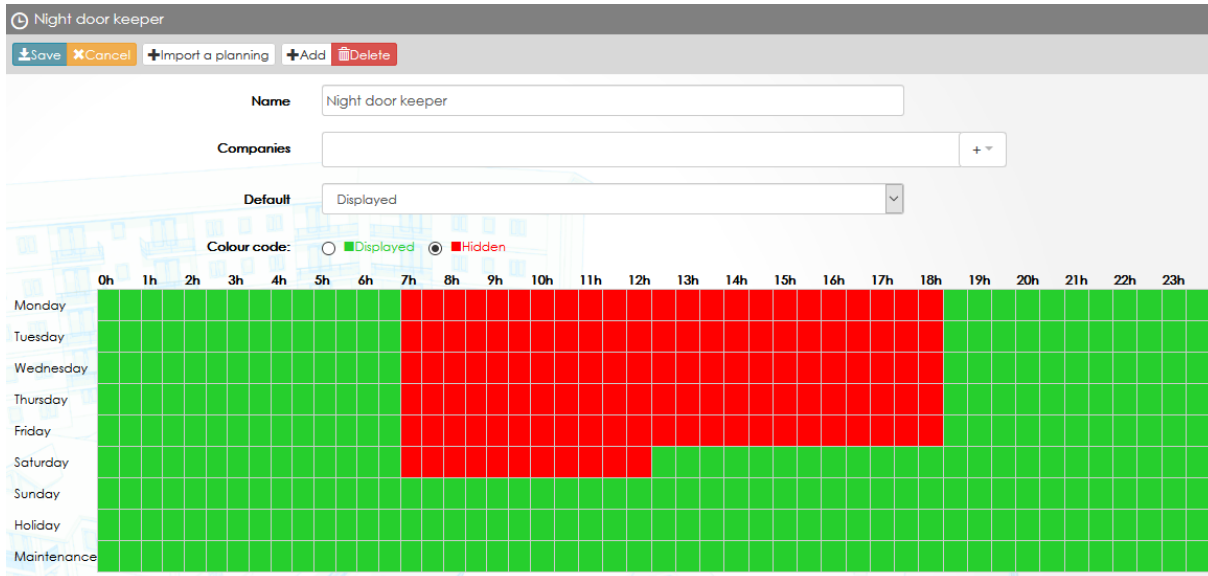 Night door keeper
Save Cancel Import a planning Add Delete
Name Night door keeper
Companies +
Default Displayed
Colour code: Displayed Hidden
0h 1h 2h 3h 4h 5h 6h 7h 8h 9h 10h 11h 12h 13h 14h 15h 16h 17h 18h 19h 20h 21h 22h 23h
Monday
Tuesday
Wednesday
Thursday
Friday
Saturday
Sunday
Holiday
Maintenance